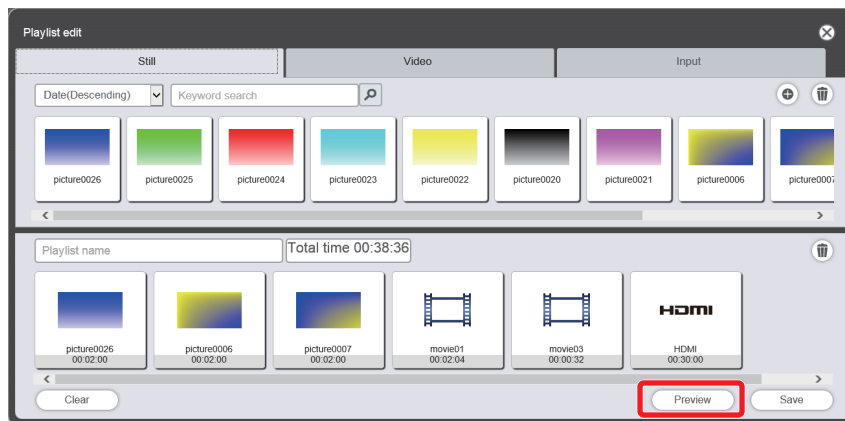 Playlist edit
Still
Video
Input
Date(Descending)
Keyword search
picture0026
picture0025
picture0024
picture0023
picture0022
picture0020
picture0021
picture0006
picture0007
Playlist name
Total time 00:38:36
HDMI
picture0026
00:02:00
picture0006
00:02:00
picture0007
00:02:00
movie01
00:02:04
movie03
00:00:32
HDMI
00:30:00
Clear
Preview
Save